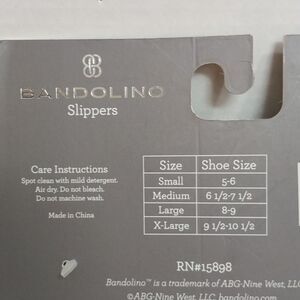 BANDOLINO
Slippers
Care Instructions
Spot clean with mild detergent.
Air dry. Do not bleach.
Do not machine wash.
Made in China
Size Shoe Size
Small 5-6
Medium 6 1/2-7 1/2
Large 8-9
X-Large 9 1/2-10 1/2
RN#15898
Bandolino™ is a trademark of ABG-Nine West, LLC
©ABG-Nine West, LLC. bandolino.com